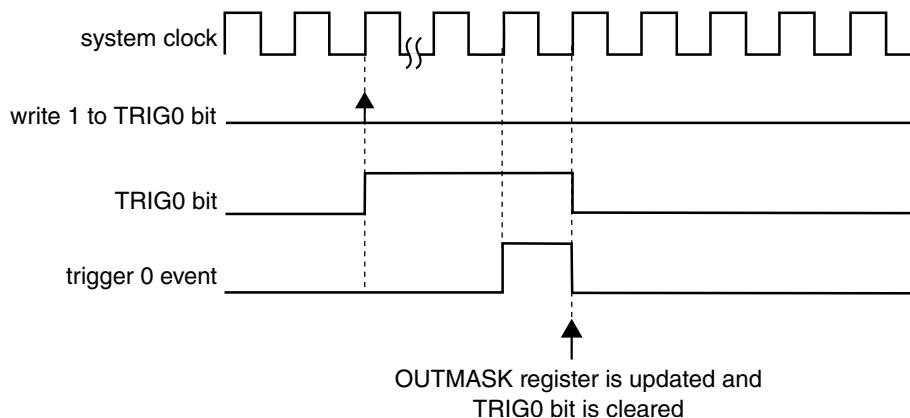 system clock
write 1 to TRIG0 bit
TRIG0 bit
trigger 0 event
OUTMASK register is updated and
TRIG0 bit is cleared